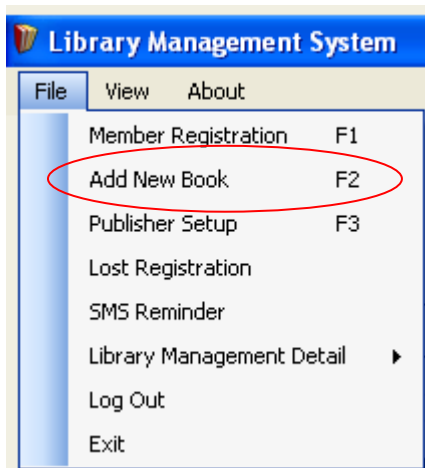 Library Management System
File View About
Member Registration F1
Add New Book F2
Publisher Setup F3
Lost Registration
SMS Reminder
Library Management Detail
Log Out
Exit